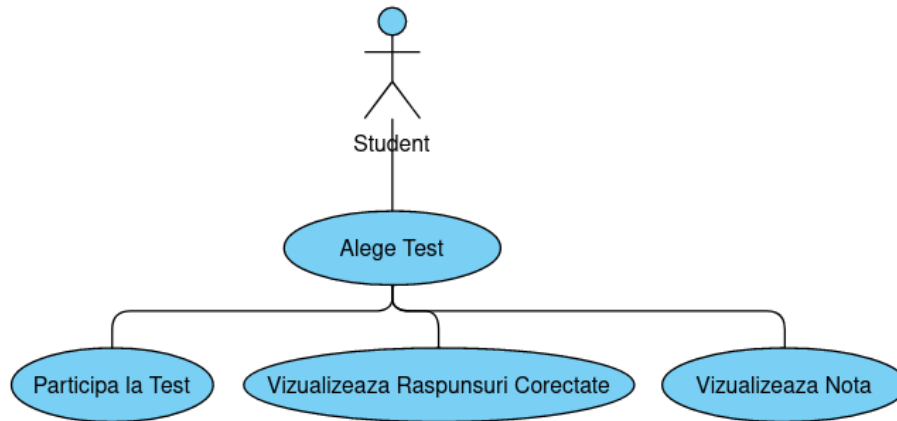 Student
Alege Test
Participa la Test
Vizualizeaza Raspunsuri Corectate
Vizualizeaza Nota